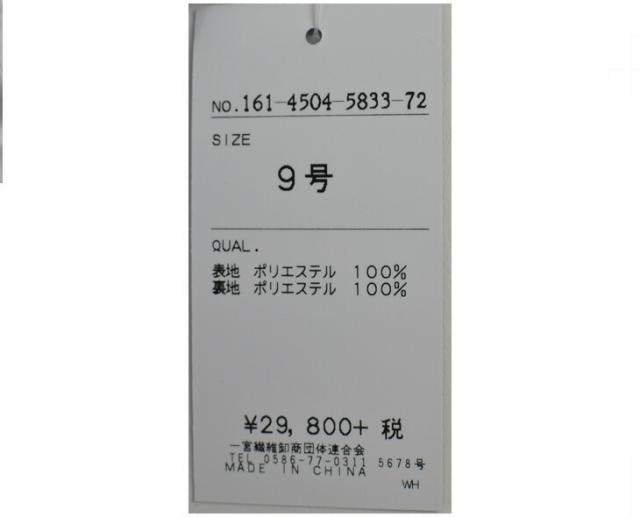 NO.161-4504-5833-72
SIZE
9号
QUAL.
表地 ポリエステル 100%
裏地 ポリエステル 100%
¥29,800+税
一宮繊維卸商団体連合会
TEL 0586-77-0311 5678号
MADE IN CHINA
WH